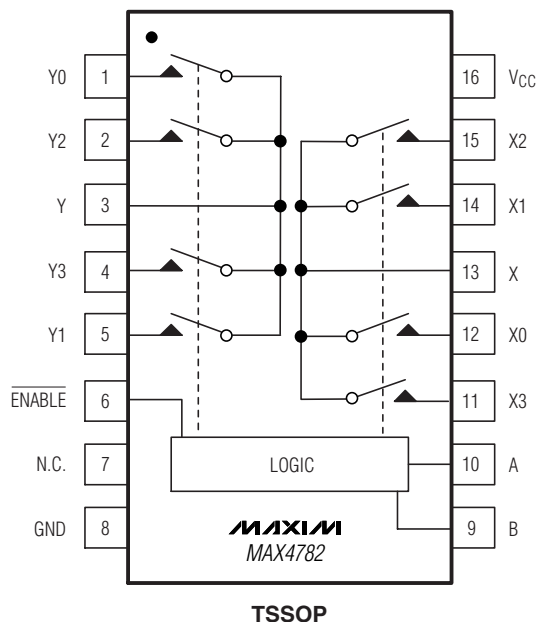 Y0 1
Y2 2
Y 3
Y3 4
Y1 5
ENABLE 6
N.C. 7
GND 8
16 VCC
15 X2
14 X1
13 X
12 X0
11 X3
10 A
9 B
LOGIC
MAXIM
MAX4782
TSSOP